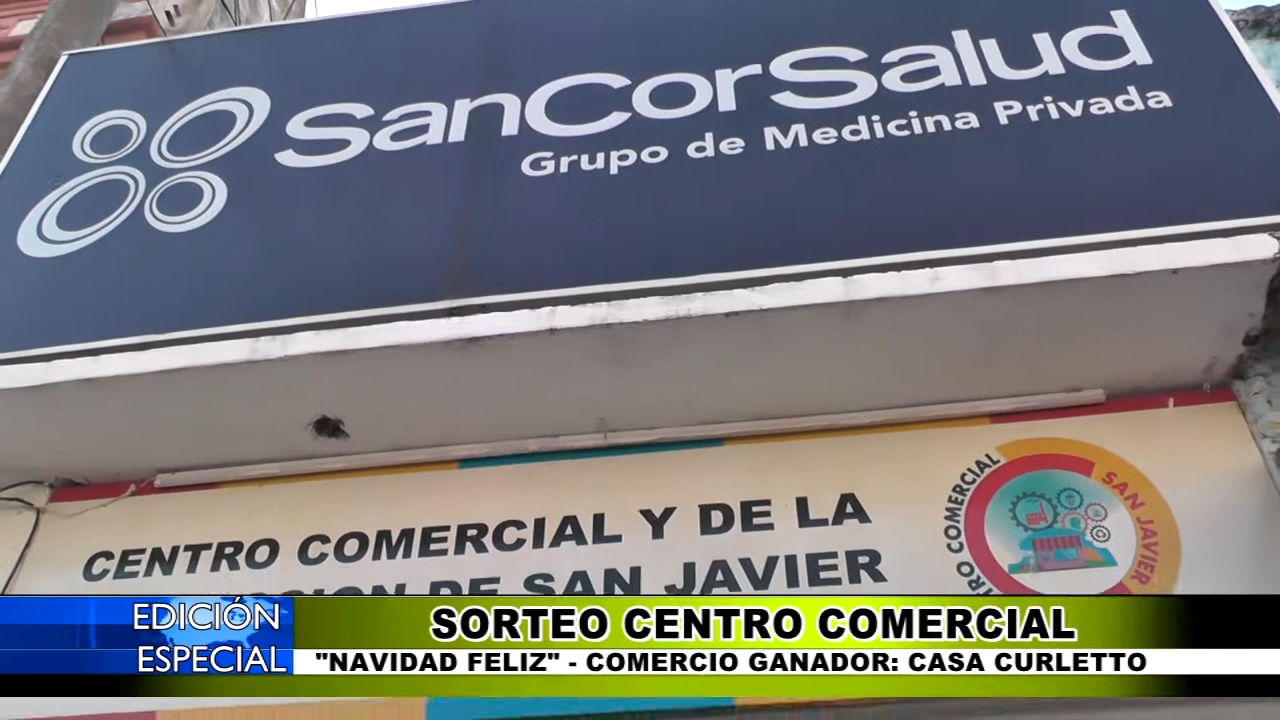 SanCorSalud
Grupo de Medicina Privada
CENTRO COMERCIAL Y DE LA
DE SAN JAVIER
COMERCIAL
SAN JAVIER
EDICIÓN
ESPECIAL
SORTEO CENTRO COMERCIAL
"NAVIDAD FELIZ" - COMERCIO GANADOR: CASA CURLETTO